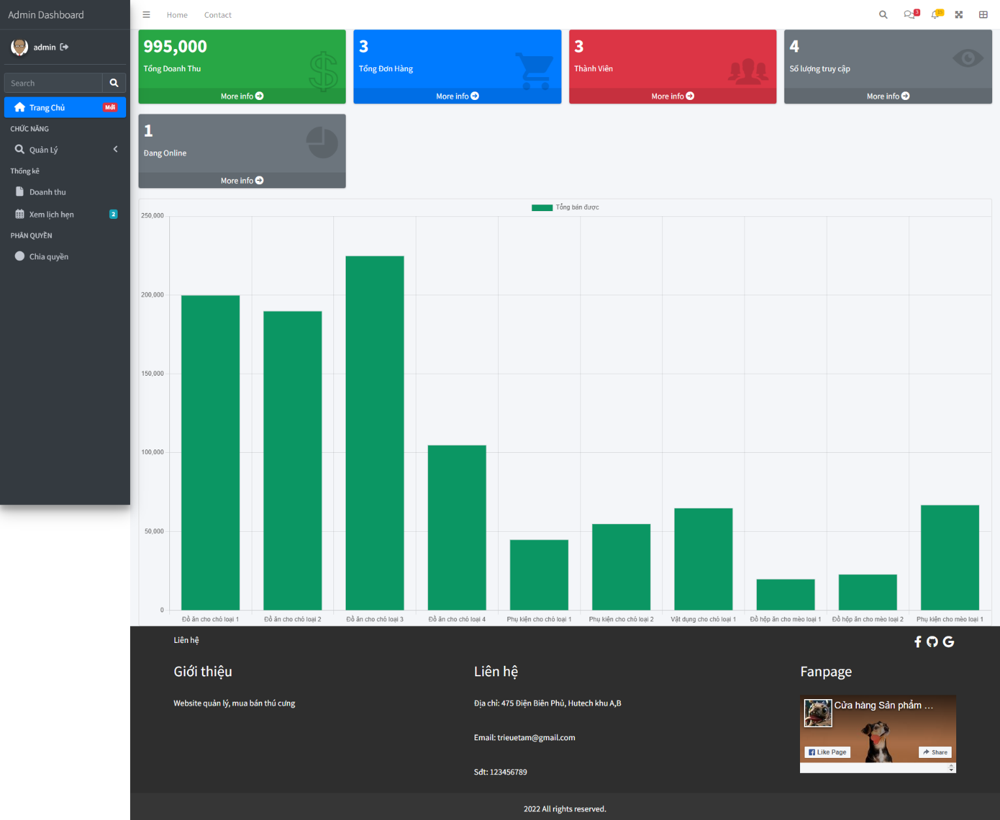 Admin Dashboard
Home
Contact
3
15
admin
Search
Trang Chủ
Mới
CHỨC NĂNG
Quản Lý
Thống kê
Doanh thu
Xem lịch hẹn
2
PHÂN QUYỀN
Chia quyền
995,000
Tổng Doanh Thu
More info
3
Tổng Đơn Hàng
More info
3
Thành Viên
More info
4
Số lượng truy cập
More info
1
Đang Online
More info
Tổng bán được
250,000
200,000
150,000
100,000
50,000
0
Đồ ăn cho chó loại 1
Đồ ăn cho chó loại 2
Đồ ăn cho chó loại 3
Đồ ăn cho chó loại 4
Phụ kiện cho chò loại 1
Phụ kiện cho chó loại 2
Vật dụng cho chó loại 1
Đồ hộp ăn cho mèo loại 1
Đồ hộp ăn cho mèo loại 2
Phụ kiện cho mèo loại 1
Liên hệ
Giới thiệu
Website quản lý, mua bán thú cưng
Liên hệ
Địa chỉ: 475 Điện Biên Phủ, Hutech khu A,B
Email: trieuetam@gmail.com
Sdt: 123456789
Fanpage
Cửa hàng Sản phẩm ...
Like Page
Share
2022 All rights reserved.